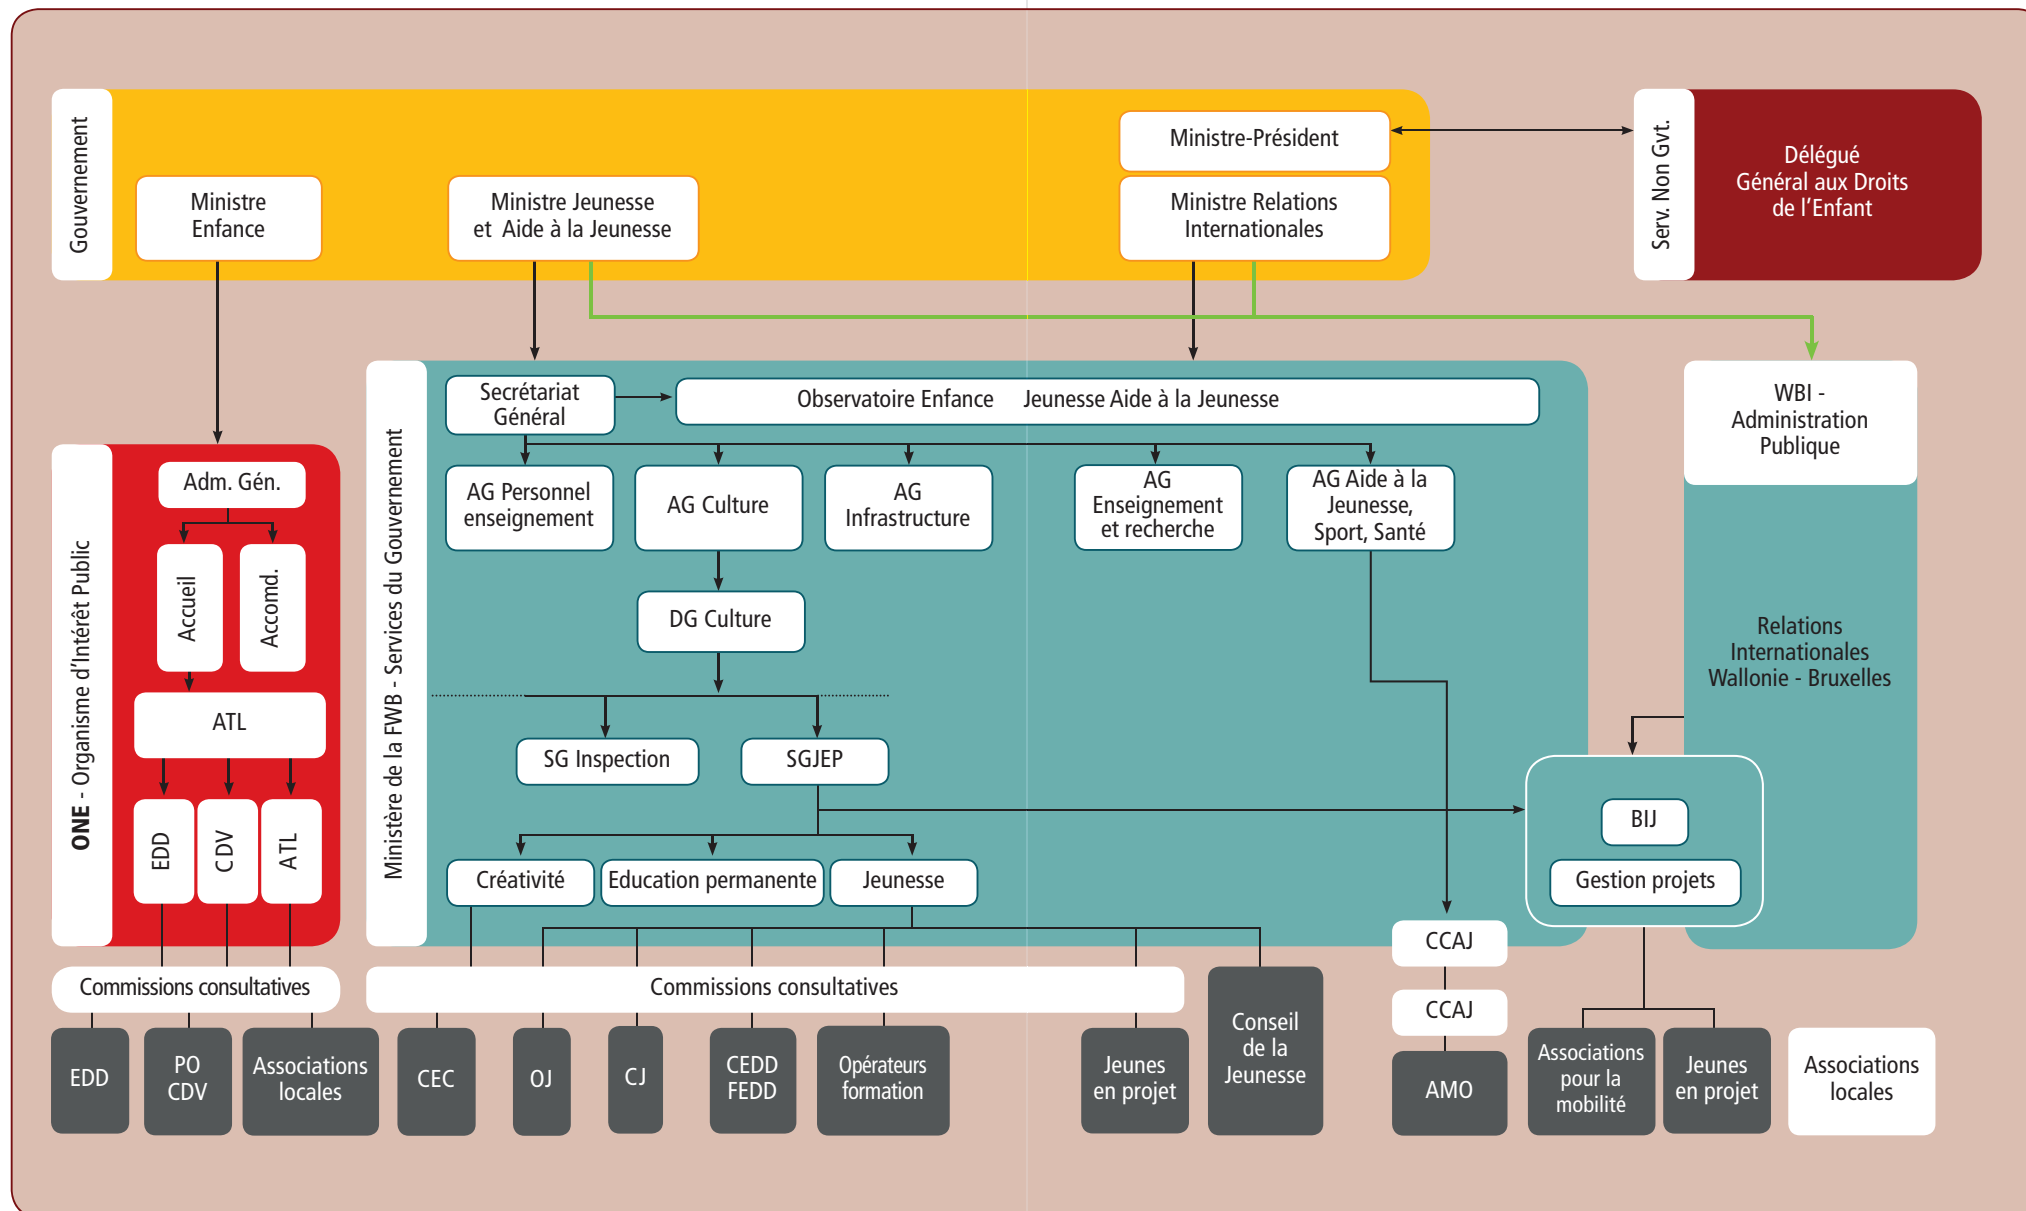 Gouvernement
Ministre
Enfance
Ministre Jeunesse
et Aide à la Jeunesse
Ministre-Président
Ministre Relations
Internationales
Serv. Non Gvt.
Délégué
Général aux Droits
de l'Enfant
ONE - Organisme d'Intérêt Public
Adm. Gén.
Accueil
Accomd.
ATL
EDD
CDV
ATL
Ministère de la FWB - Services du Gouvernement
Secrétariat
Général
Observatoire Enfance Jeunesse Aide à la Jeunesse
AG Personnel
enseignement
AG Culture
AG
Infrastructure
AG
Enseignement
et recherche
AG Aide à la
Jeunesse,
Sport, Santé
DG Culture
SG Inspection
SGJEP
Créativité
Education permanente
Jeunesse
WBI -
Administration
Publique
Relations
Internationales
Wallonie - Bruxelles
BIJ
Gestion projets
Commissions consultatives
Commissions consultatives
CCAJ
CCAJ
EDD
PO
CDV
Associations
locales
CEC
OJ
CJ
CEDD
FEDD
Opérateurs
formation
Jeunes
en projet
Conseil
de la
Jeunesse
AMO
Associations
pour la
mobilité
Jeunes
en projet
Associations
locales